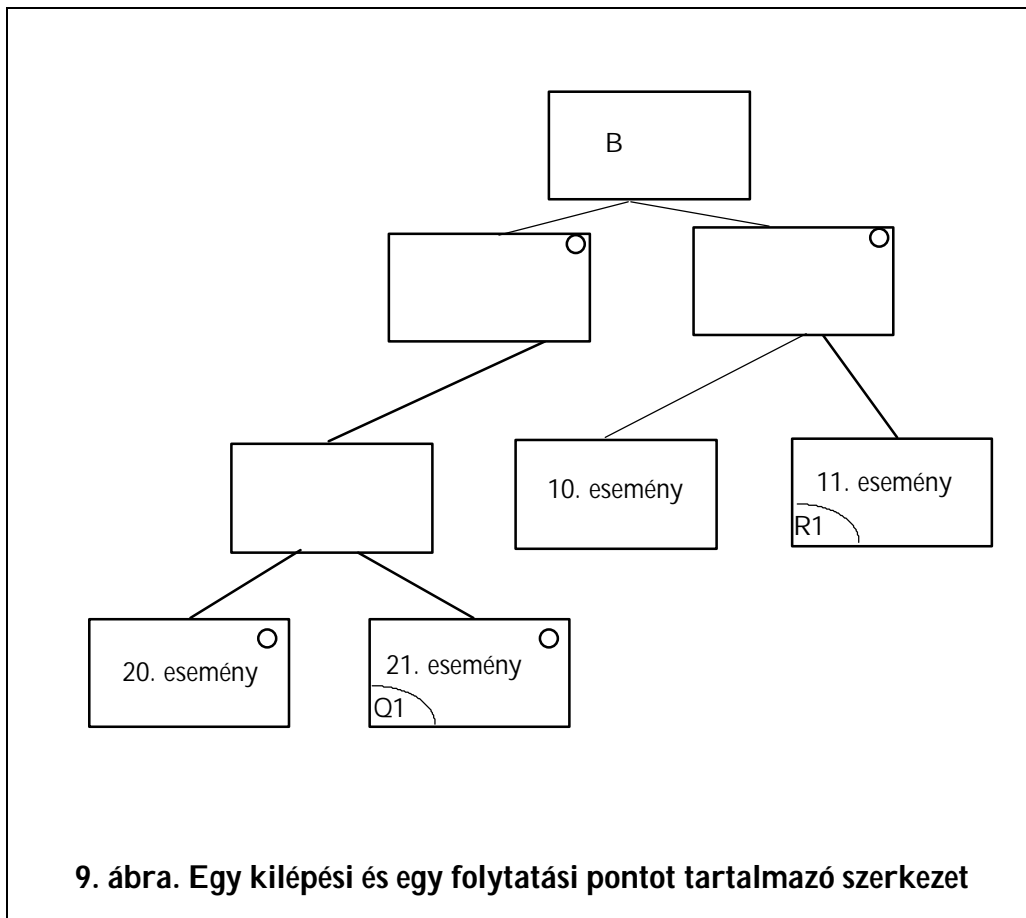 B
10. esemény
11. esemény
R1
20. esemény
21. esemény
Q1
9. ábra. Egy kilépési és egy folytatási pontot tartalmazó szerkezet